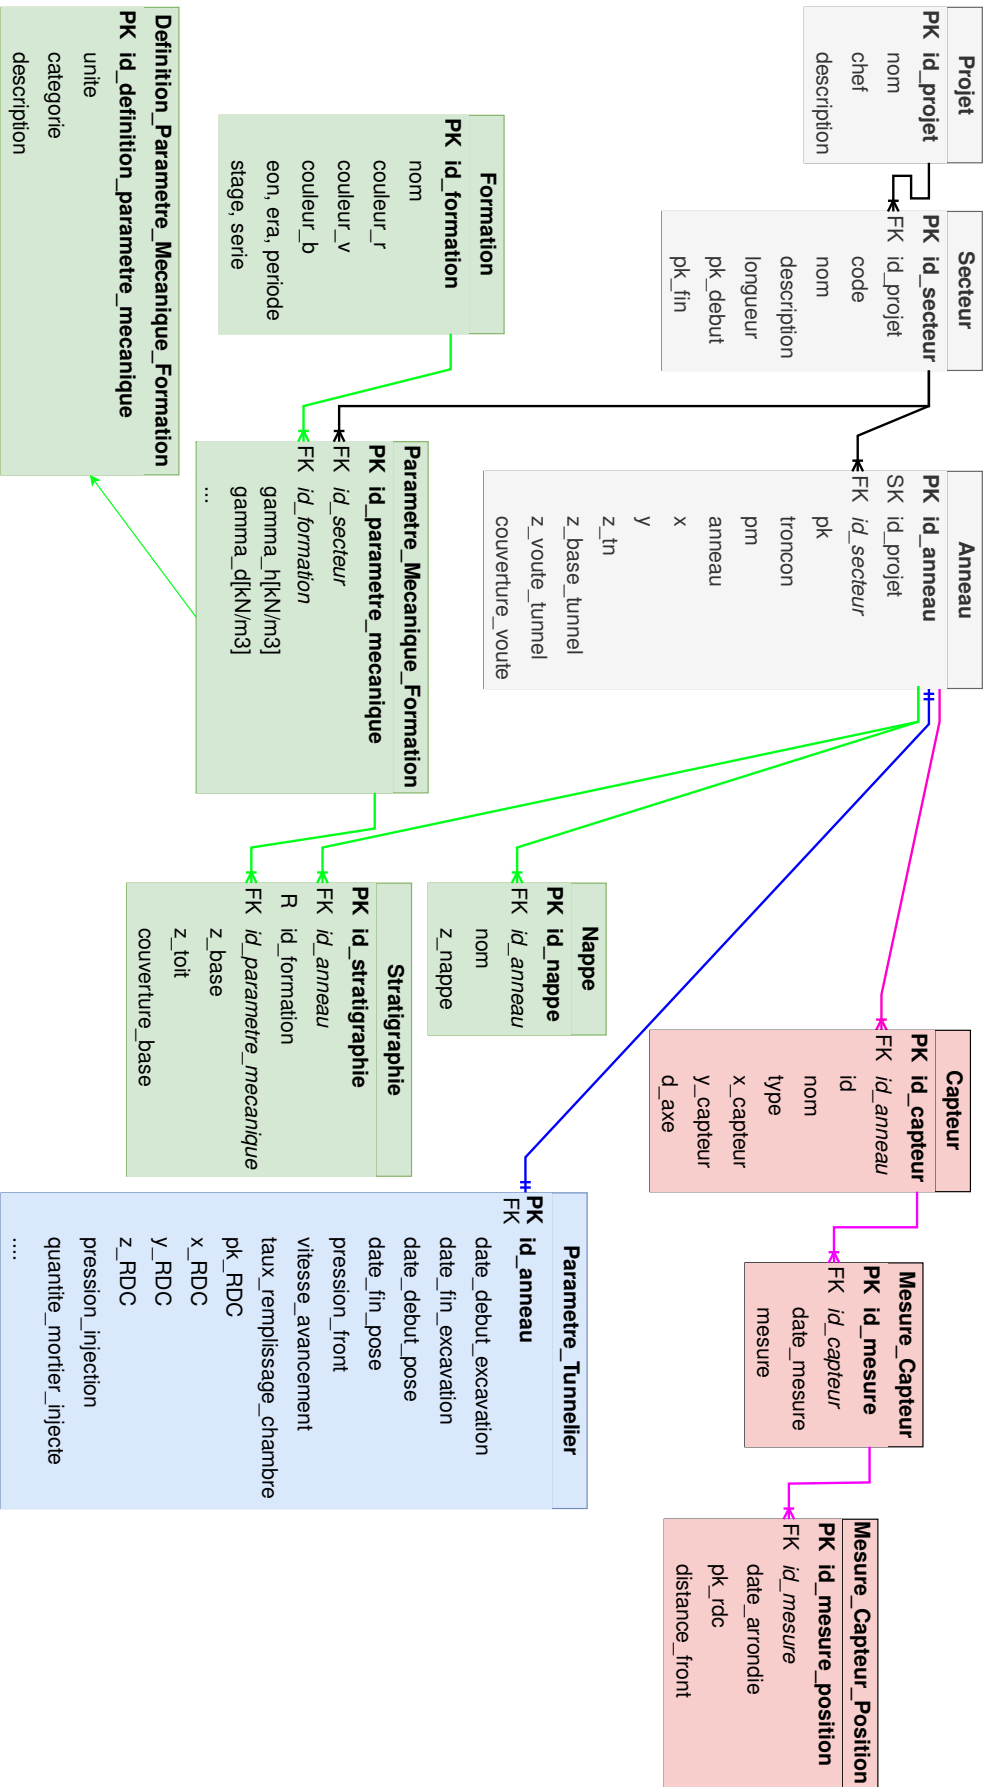 Projet
PK id_projet
nom
chef
description
Secteur
PK id_secteur
FK id_projet
code
nom
description
longueur
pk_debut
pk_fin
Anneau
PK id_anneau
SK id_projet
FK id_secteur
pk
troncon
pm
anneau
x
y
z_tn
z_base_tunnel
z_voute_tunnel
couverture_voute
Capteur
PK id_capteur
FK id_anneau
id
nom
type
x_capteur
y_capteur
d_axe
Mesure_Capteur
PK id_mesure
FK id_capteur
date_mesure
mesure
Mesure_Capteur_Position
PK id_mesure_position
FK id_mesure
date_arrondie
pk_rdc
distance_front
Formation
PK id_formation
nom
couleur_r
couleur_v
couleur_b
eon, era, periode
stage, serie
Parametre_Mecanique_Formation
PK id_parametre_mecanique
FK id_secteur
FK id_formation
gamma_h[kN/m3]
gamma_d[kN/m3]
...
Nappe
PK id_nappe
FK id_anneau
nom
z_nappe
Stratigraphie
PK id_stratigraphie
FK id_anneau
R id_formation
FK id_parametre_mecanique
z_base
z_toit
couverture_base
Parametre_Tunnelier
PK id_anneau
FK
date_debut_excavation
date_fin_excavation
date_debut_pose
date_fin_pose
pression_front
vitesse_avancement
taux_remplissage_chambre
pk_RDC
x_RDC
y_RDC
z_RDC
pression_injection
quantite_mortier_injecte
....
Definition_Parametre_Mecanique_Formation
PK id_definition_parametre_mecanique
unite
categorie
description